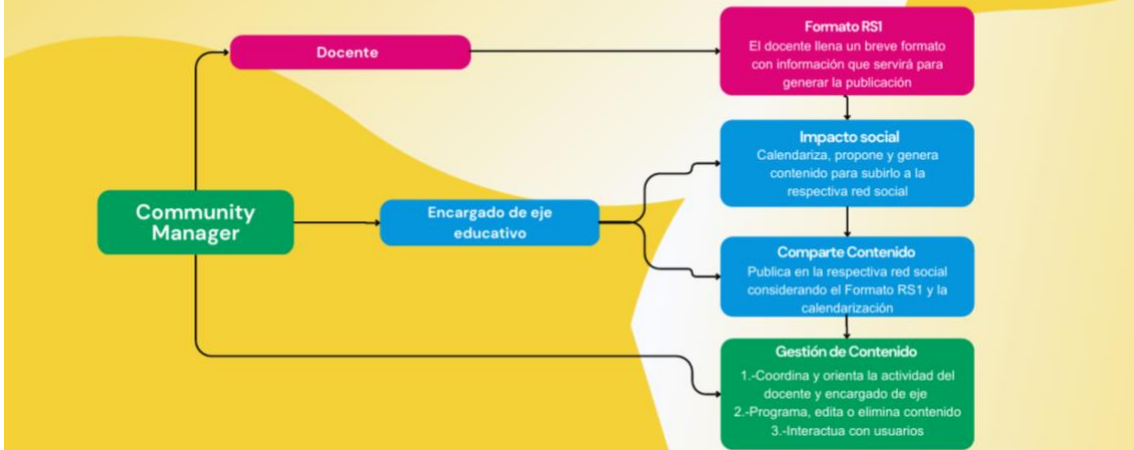 Docente
Formato RS1
El docente llena un breve formato
con información que servirá para
generar la publicación
Impacto social
Calendariza, propone y genera
contenido para subirlo a la
respectiva red social
Community
Manager
Encargado de eje
educativo
Comparte Contenido
Publica en la respectiva red social
considerando el Formato RS1 y la
calendarización
Gestión de Contenido
1.-Coordina y orienta la actividad del
docente y encargado de eje
2.-Programa, edita o elimina contenido
3.-Interactua con usuarios